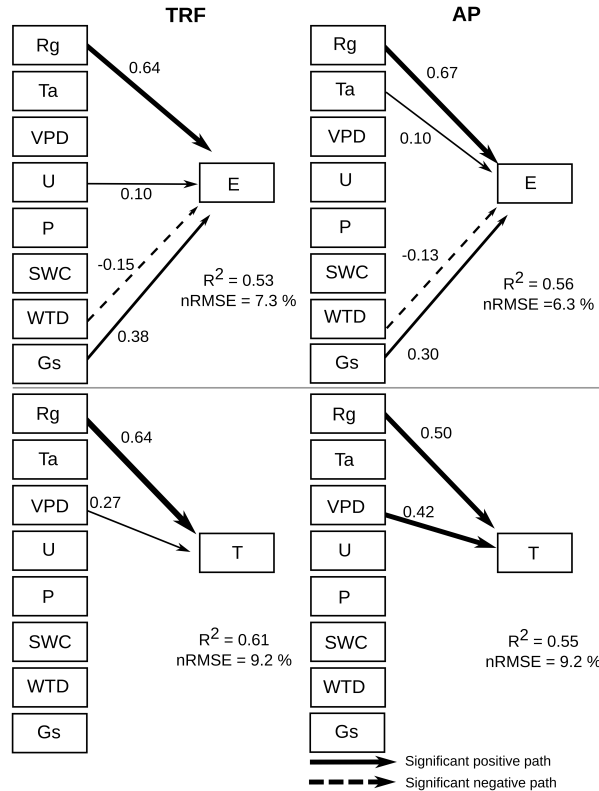 TRF
Rg
0.64
Ta
VPD
U
0.10
E
P
SWC
-0.15
R2 = 0.53
nRMSE = 7.3 %
WTD
0.38
Gs
AP
Rg
0.67
Ta
0.10
VPD
U
E
P
-0.13
SWC
R2 = 0.56
nRMSE =6.3 %
WTD
0.30
Gs
Rg
0.64
Ta
VPD
0.27
U
T
P
SWC
R2 = 0.61
nRMSE = 9.2 %
WTD
Gs
Rg
0.50
Ta
VPD
0.42
U
T
P
SWC
R2 = 0.55
nRMSE = 9.2 %
WTD
Gs
Significant positive path
Significant negative path